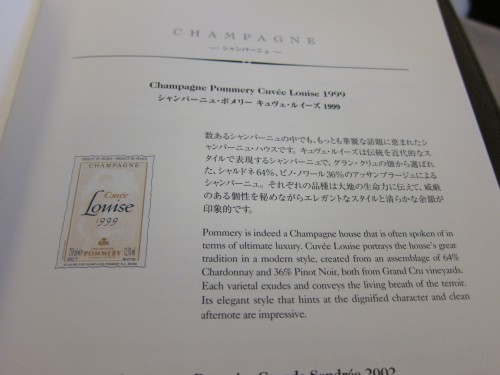 CHAMPAGNE
シャンパーニュ
Champagne Pommery Cuvée Louise 1999
シャンパーニュ・ポメリー キュヴェ・ルイーズ 1999
数あるシャンパーニュの中でも、もっとも華麗な話題に恵まれたシ
ャンパーニュ・ハウスです。キュヴェ・ルイーズは伝統を近代的なス
タイルで表現するシャンパーニュで、グラン・クリュの畑から選ばれ
た、シャルドネ64%、ピノ・ノワール36%のアッサンブラージュによる
シャンパーニュ。それぞれの品種は大地の生命力に伝えて、威厳
のある個性を秘めながらエレガントなスタイルと清らかな余韻が
印象的です。
CHAMPAGNE
Cuvée
Louise
1999
POMMERY
Pommery is indeed a Champagne house that is often spoken of in
terms of ultimate luxury. Cuvée Louise portrays the house's great
tradition in a modern style, created from an assemblage of 64%
Chardonnay and 36% Pinot Noir, both from Grand Cru vineyards.
Each varietal exudes and conveys the living breath of the terroir.
Its elegant style that hints at the dignified character and clean
afternote are impressive.
2002